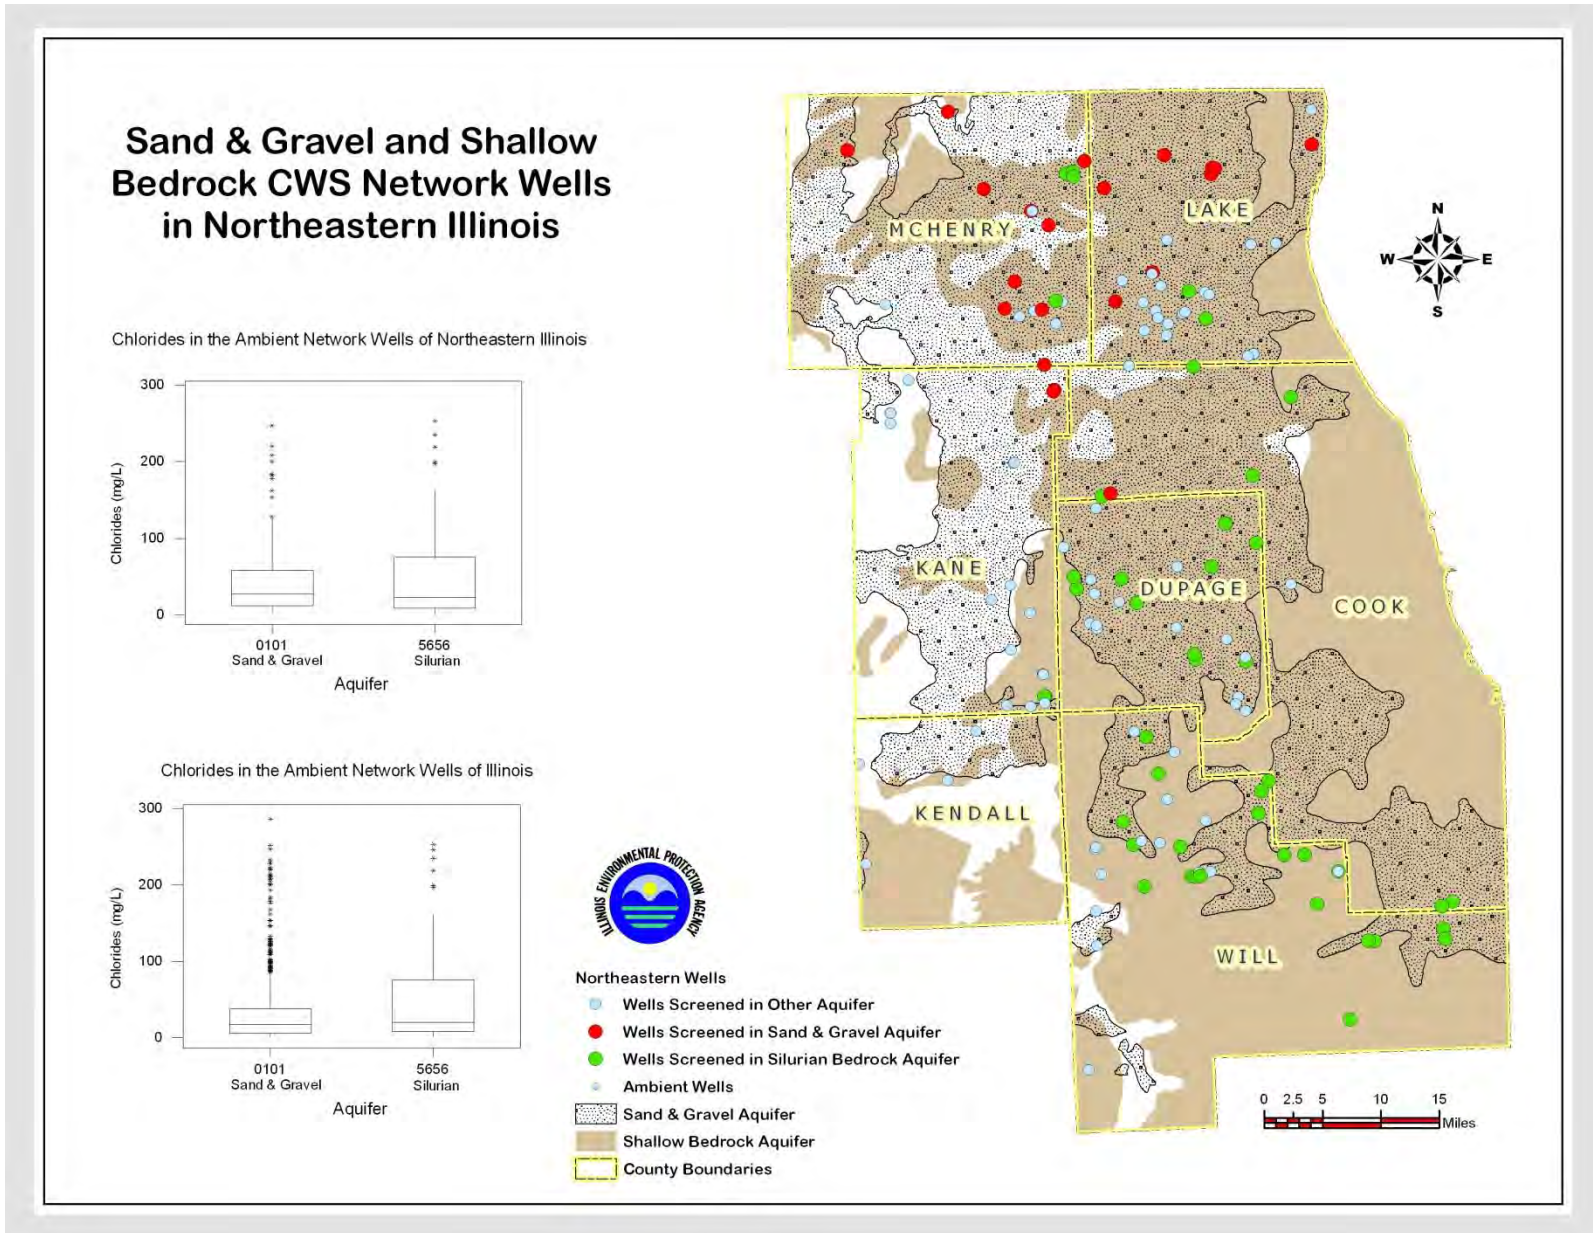 Sand & Gravel and Shallow
Bedrock CWS Network Wells
in Northeastern Illinois
Chlorides in the Ambient Network Wells of Northeastern Illinois
300
200
100
0
Chlorides (mg/L)
0101
Sand & Gravel
5656
Silurian
Aquifer
Chlorides in the Ambient Network Wells of Illinois
300
200
100
0
Chlorides (mg/L)
0101
Sand & Gravel
5656
Silurian
Aquifer
ILLINOIS ENVIRONMENTAL PROTECTION AGENCY
Northeastern Wells
Wells Screened in Other Aquifer
Wells Screened in Sand & Gravel Aquifer
Wells Screened in Silurian Bedrock Aquifer
Ambient Wells
Sand & Gravel Aquifer
Shallow Bedrock Aquifer
County Boundaries
MCHENRY
LAKE
KANE
DUPAGE
COOK
KENDALL
WILL
N
W
E
S
0 2.5 5 10 15
Miles